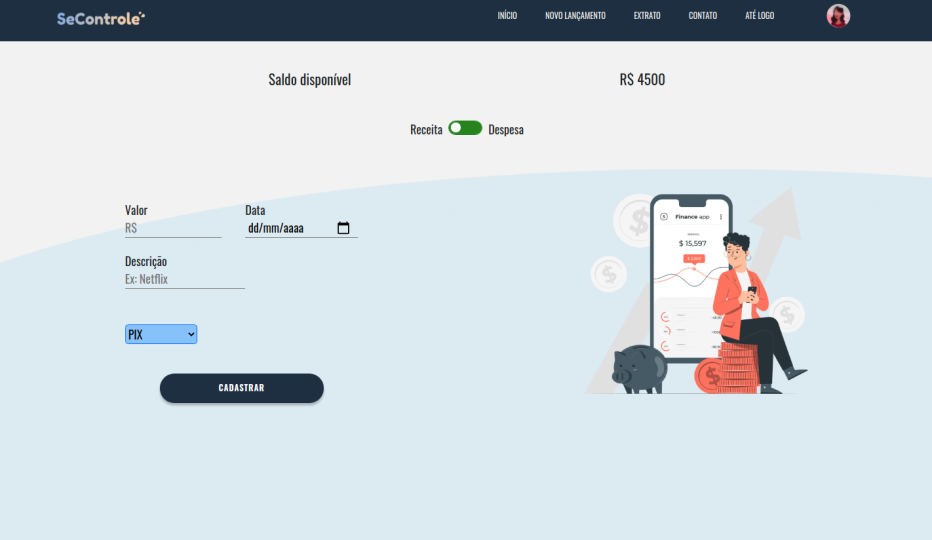 SeControle
INÍCIO NOVO LANÇAMENTO EXTRATO CONTATO ATÉ LOGO
Saldo disponível R$ 4500
Receita Despesa
Valor Data
R$ dd/mm/aaaa
Descrição
Ex: Netflix
PIX
CADASTRAR
Finance app
$ 15,597